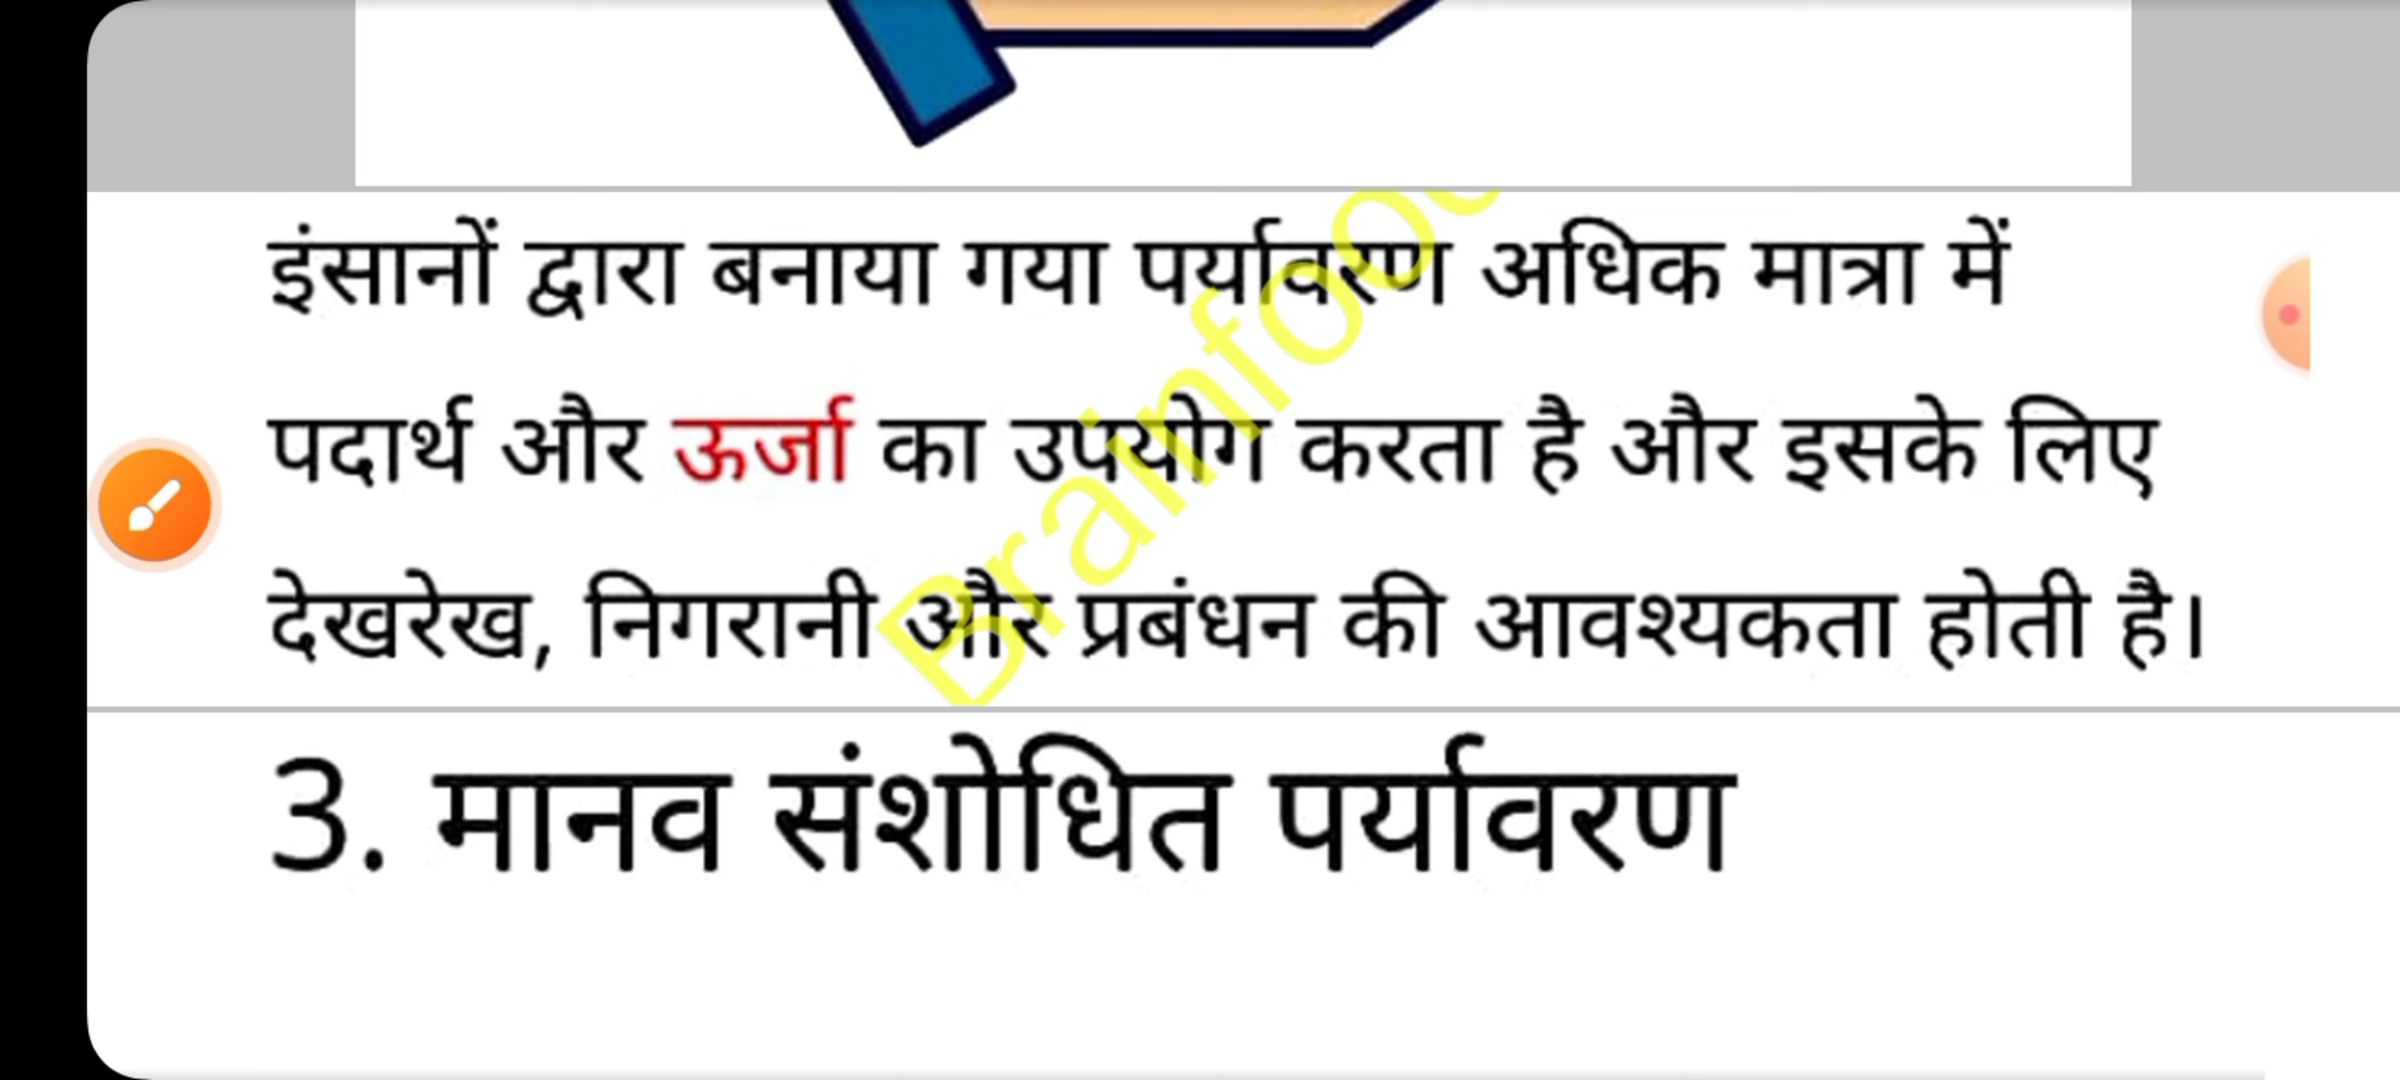 इंसानों द्वारा बनाया गया पर्यावरण अधिक मात्रा में
पदार्थ और ऊर्जा का उपयोग करता है और इसके लिए
देखरेख, निगरानी और प्रबंधन की आवश्यकता होती है।
Brainfoo
3. मानव संशोधित पर्यावरण